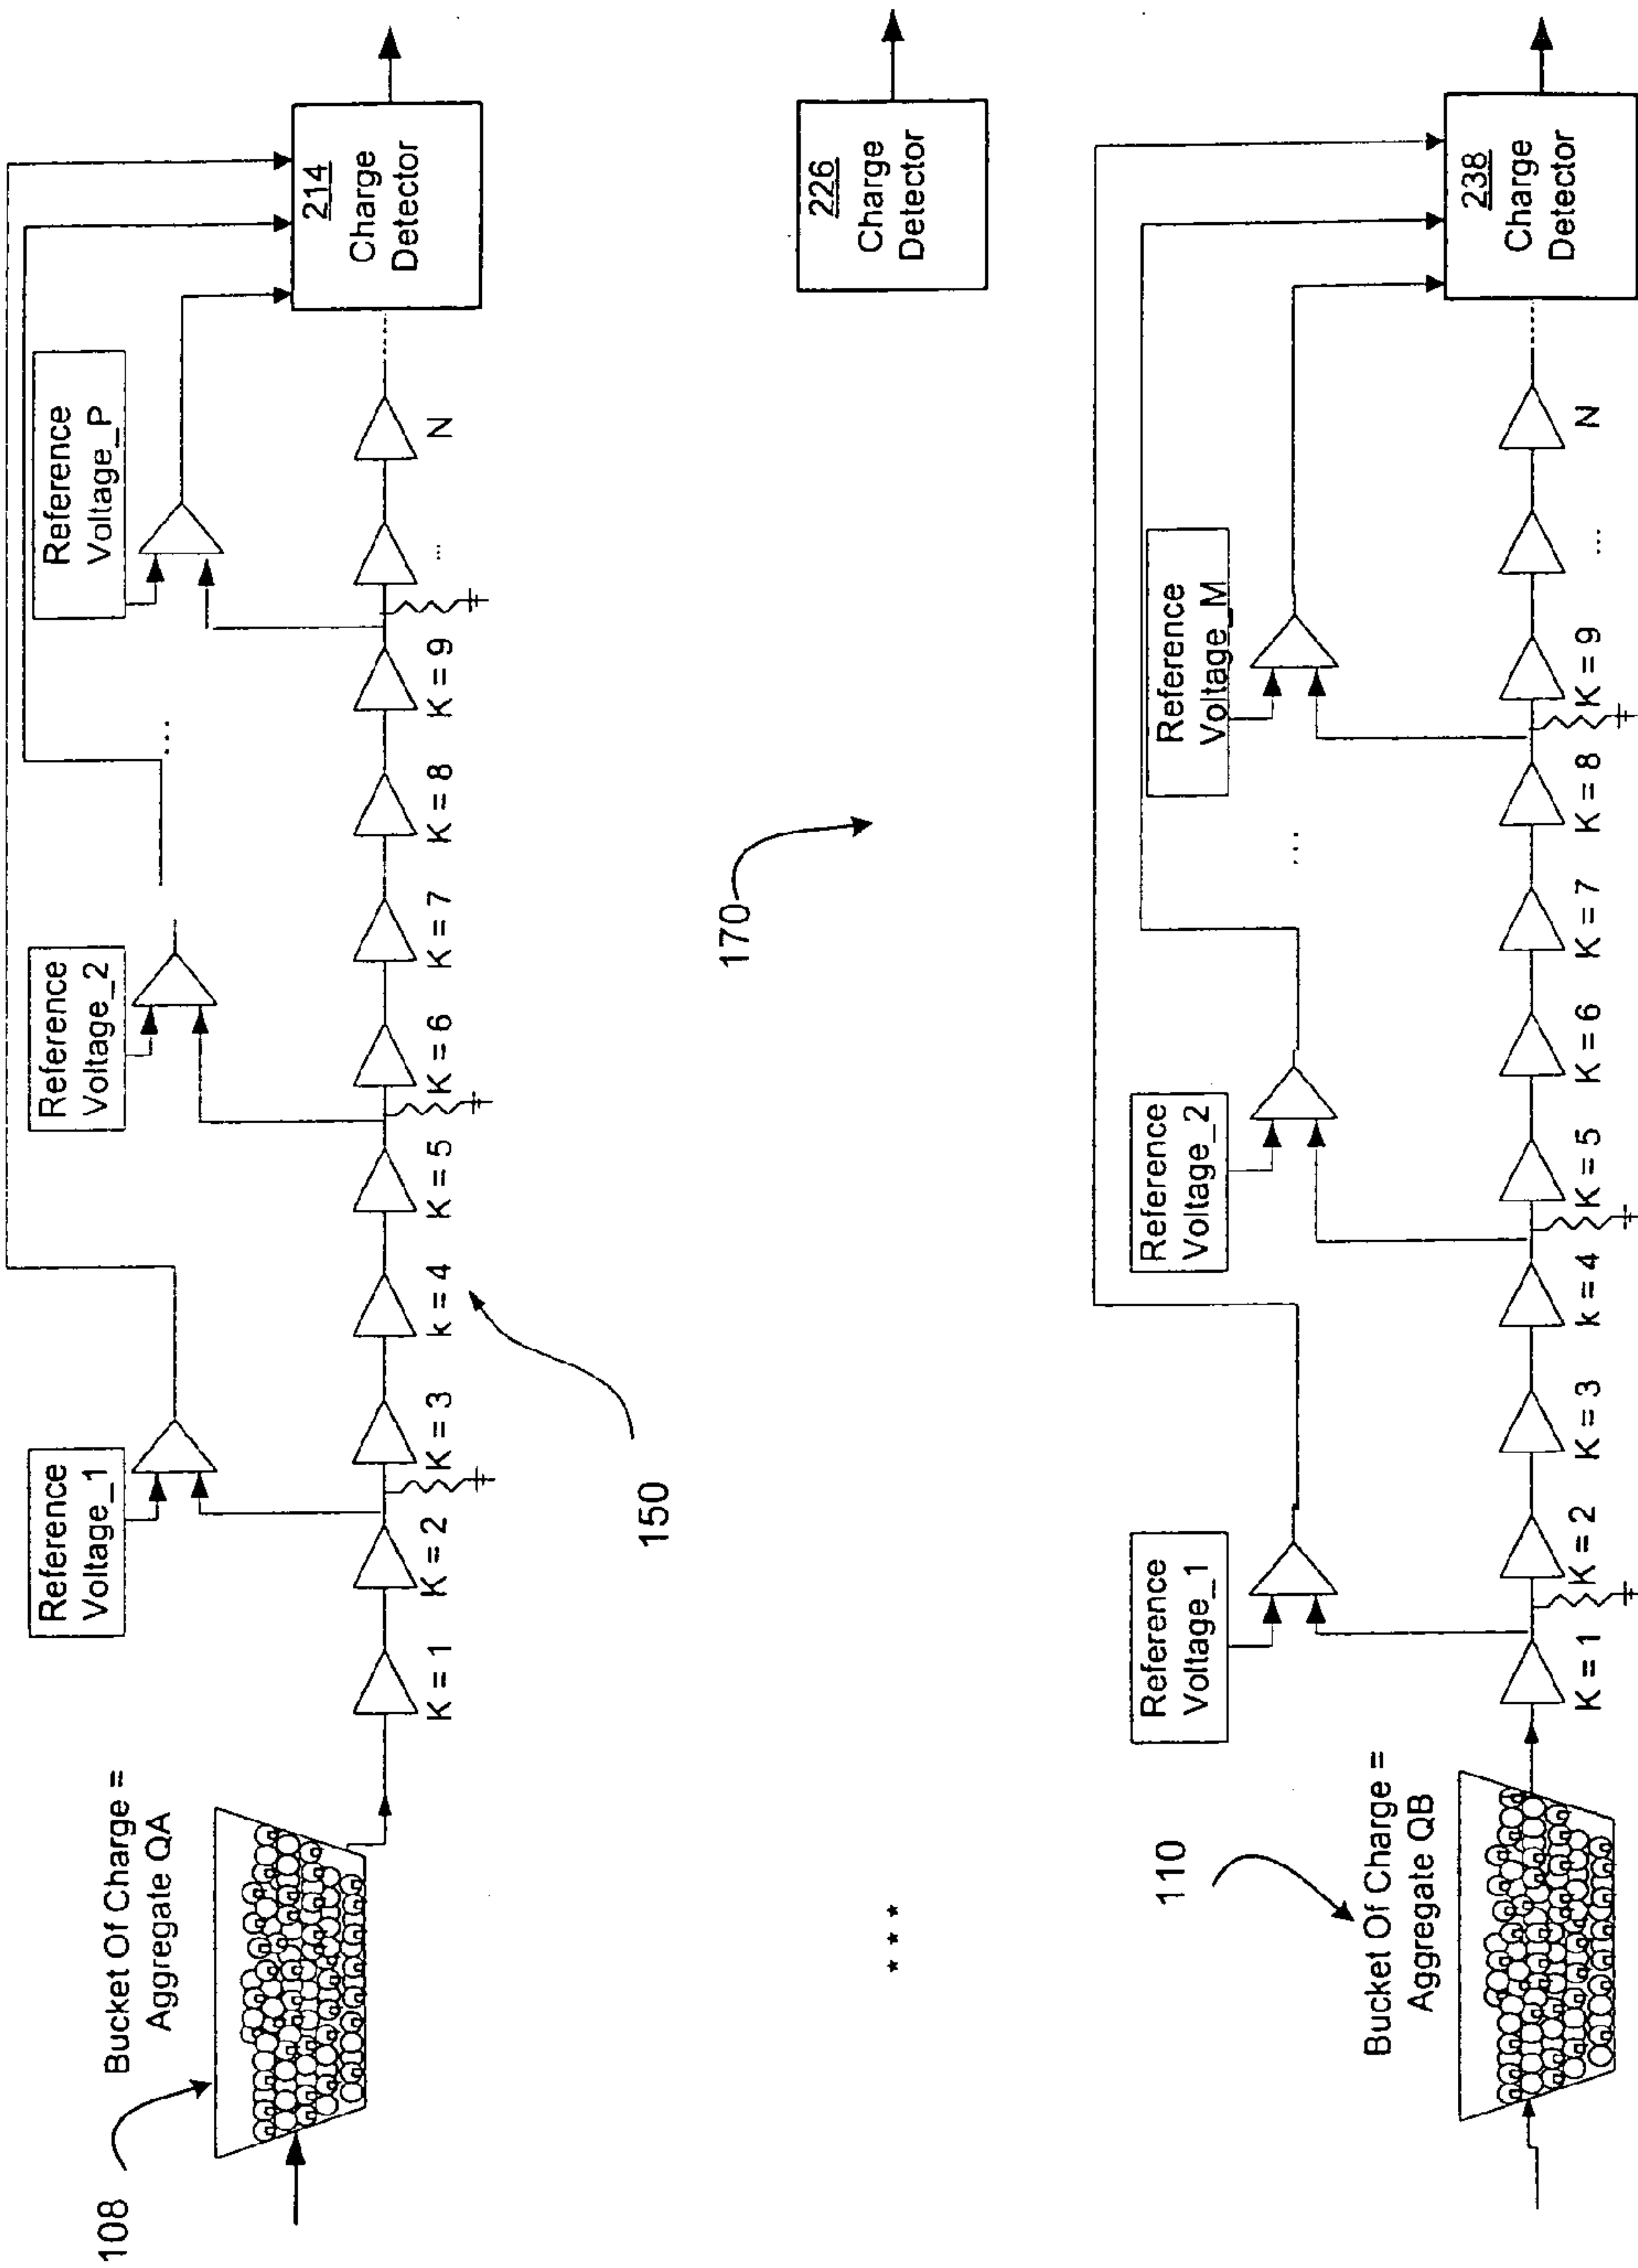 108
Bucket Of Charge =
Aggregate QA
Reference
Voltage_1
Reference
Voltage_2
...
Reference
Voltage_P
K = 1
K = 2
K = 3
k = 4
K = 5
K = 6
K = 7
K = 8
K = 9
...
N
214
Charge
Detector
150
170
* * *
226
Charge
Detector
110
Bucket Of Charge =
Aggregate QB
Reference
Voltage_1
Reference
Voltage_2
...
Reference
Voltage_M
K = 1
K = 2
K = 3
k = 4
K = 5
K = 6
K = 7
K = 8
K = 9
...
N
238
Charge
Detector